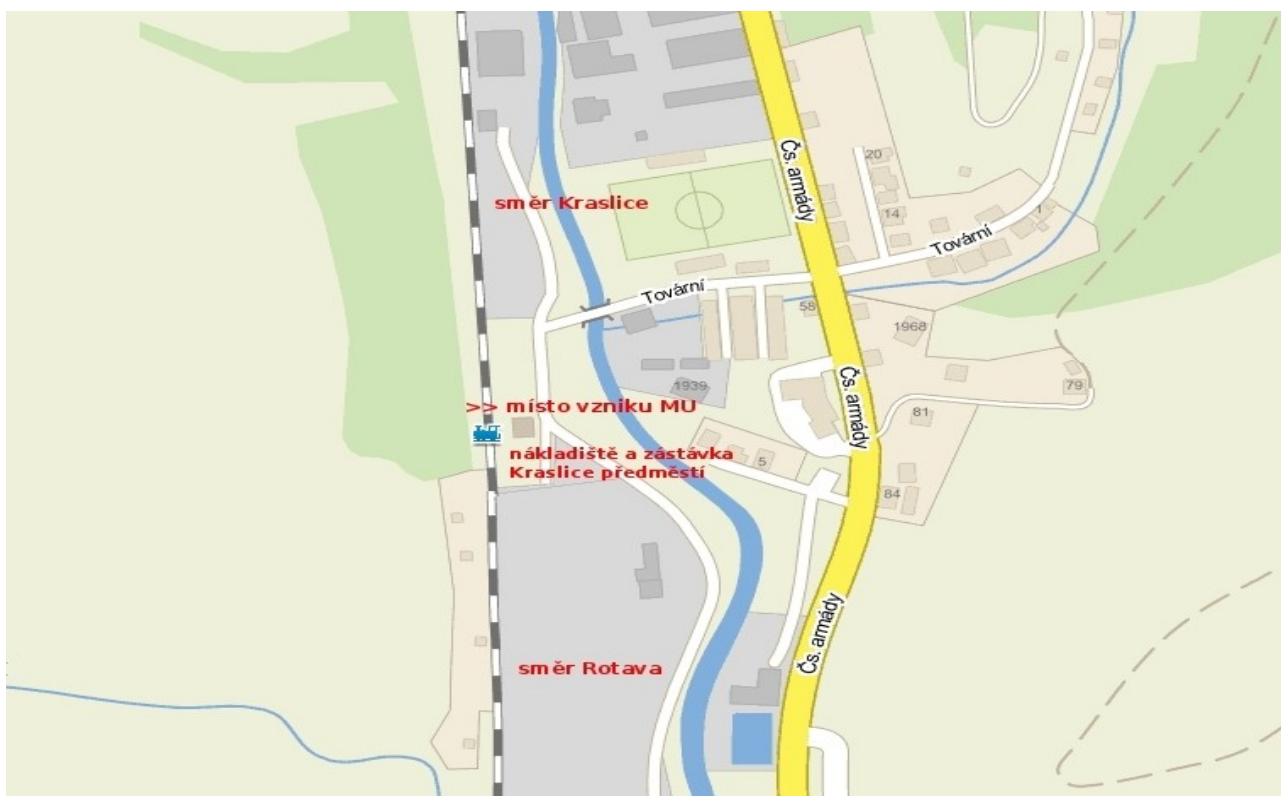 Čs. armády
20
směr Kraslice
14
1
Tovární
Tovární
58
1968
Čs. armády
1939
79
>> místo vzniku MU
81
nákladiště a zástávka
Kraslice předměstí
5
84
Čs. armády
směr Rotava